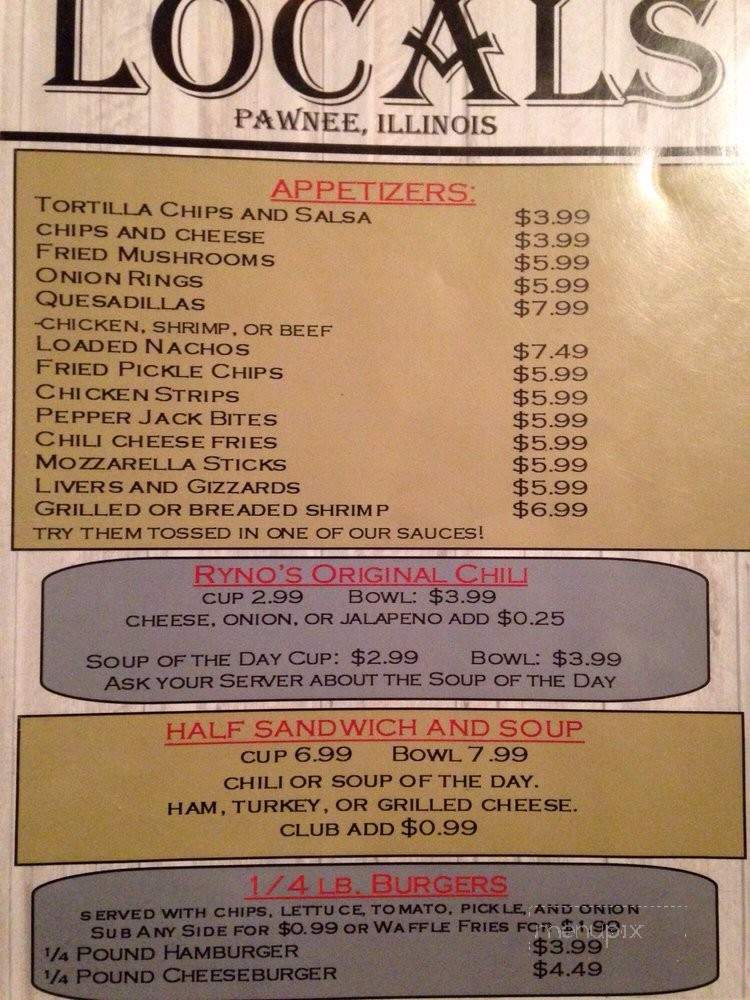 LOCALS
PAWNEE, ILLINOIS
APPETIZERS:
TORTILLA CHIPS AND SALSA $3.99
CHIPS AND CHEESE $3.99
FRIED MUSHROOMS $5.99
ONION RINGS $5.99
QUESADILLAS $7.99
-CHICKEN, SHRIMP, OR BEEF
LOADED NACHOS $7.49
FRIED PICKLE CHIPS $5.99
CHICKEN STRIPS $5.99
PEPPER JACK BITES $5.99
CHILI CHEESE FRIES $5.99
MOZZARELLA STICKS $5.99
LIVERS AND GIZZARDS $5.99
GRILLED OR BREADED SHRIMP $6.99
TRY THEM TOSSED IN ONE OF OUR SAUCES!
RYNO'S ORIGINAL CHILI
CUP 2.99 BOWL: $3.99
CHEESE, ONION, OR JALAPENO ADD $0.25
SOUP OF THE DAY CUP: $2.99 BOWL: $3.99
ASK YOUR SERVER ABOUT THE SOUP OF THE DAY
HALF SANDWICH AND SOUP
CUP 6.99 BOWL 7.99
CHILI OR SOUP OF THE DAY.
HAM, TURKEY, OR GRILLED CHEESE.
CLUB ADD $0.99
1/4 LB. BURGERS
SERVED WITH CHIPS, LETTUCE, TOMATO, PICKLE, AND ONION
SUB ANY SIDE FOR $0.99 OR WAFFLE FRIES FOR
menupix
1/4 POUND HAMBURGER $3.99
1/4 POUND CHEESEBURGER $4.49